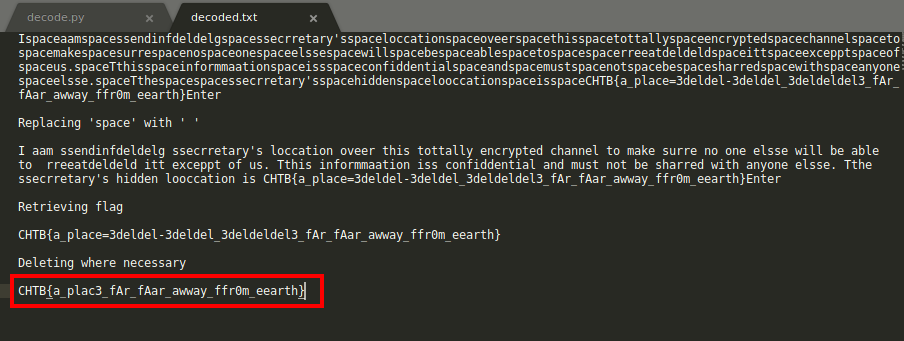 decode.py × decoded.txt ×
Ispaceaamspacessendinfdeldelgspacessecrretary'sspaceloccationspaceoveerspacethisspacetottallyspaceencryptedspacechannelspaceto
spacemakespacesurrespacenospaceonespaceelssespacewillspacebespaceablespacetospacespacerreeatdeldeldspaceittspaceexcepptspaceof
spaceus.spaceTthisspaceinformmaationspaceissspaceconfiddentialspaceandspacemustspacenotspacebespacesharredspacewithspaceanyone
spaceelsse.spaceTthespacespacessecrretary'sspacehiddenspacelooccationspaceisspaceCHTB{a_place=3deldel-3deldel_3deldeldel3_fAr_
fAar_awway_ffr0m_eearth}Enter
Replacing 'space' with ' '
I aam ssendinfdeldelg ssecrretary's loccation oveer this tottally encrypted channel to make surre no one elsse will be able
to  rreeatdeldeld itt exceppt of us. Tthis informmaation iss confiddential and must not be sharred with anyone elsse. Tthe
ssecrretary's hidden looccation is CHTB{a_place=3deldel-3deldel_3deldeldel3_fAr_fAar_awway_ffr0m_eearth}Enter
Retrieving flag
CHTB{a_place=3deldel-3deldel_3deldeldel3_fAr_fAar_awway_ffr0m_eearth}
Deleting where necessary
CHTB{a_plac3_fAr_fAar_awway_ffr0m_eearth}